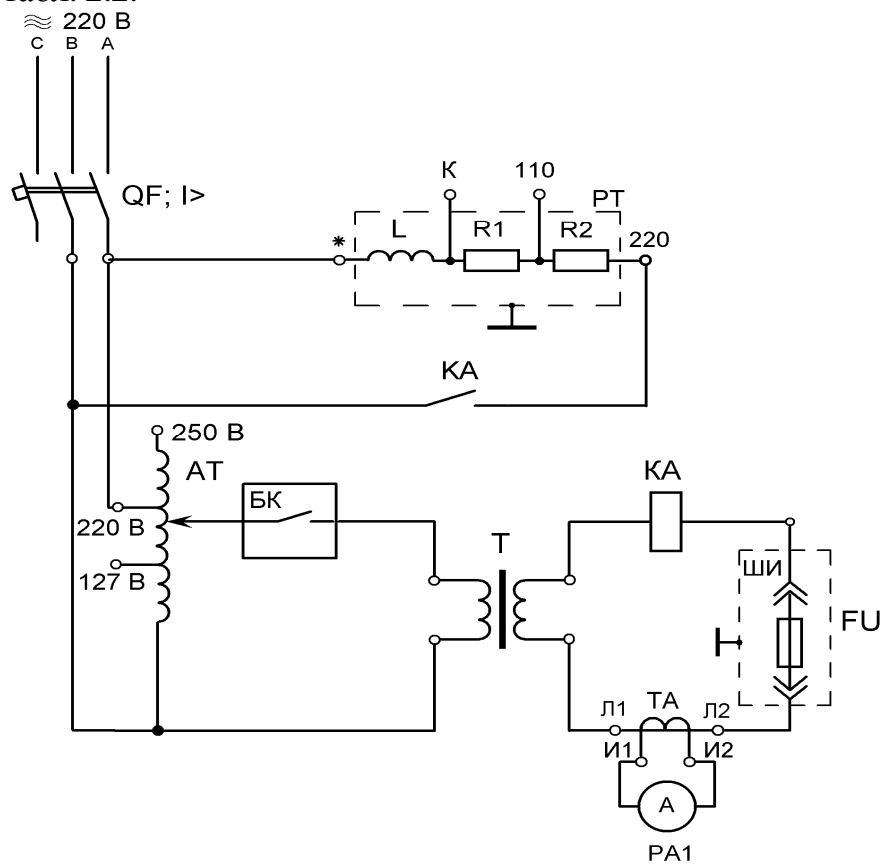 220 В
С В А
QF; I>
К 110
РТ
*
L R1 R2 220
КА
250 В
АТ
БК
КА
220 В
Т
ШИ
127 В
FU
Л1 ТА Л2
И1 И2
А
РА1